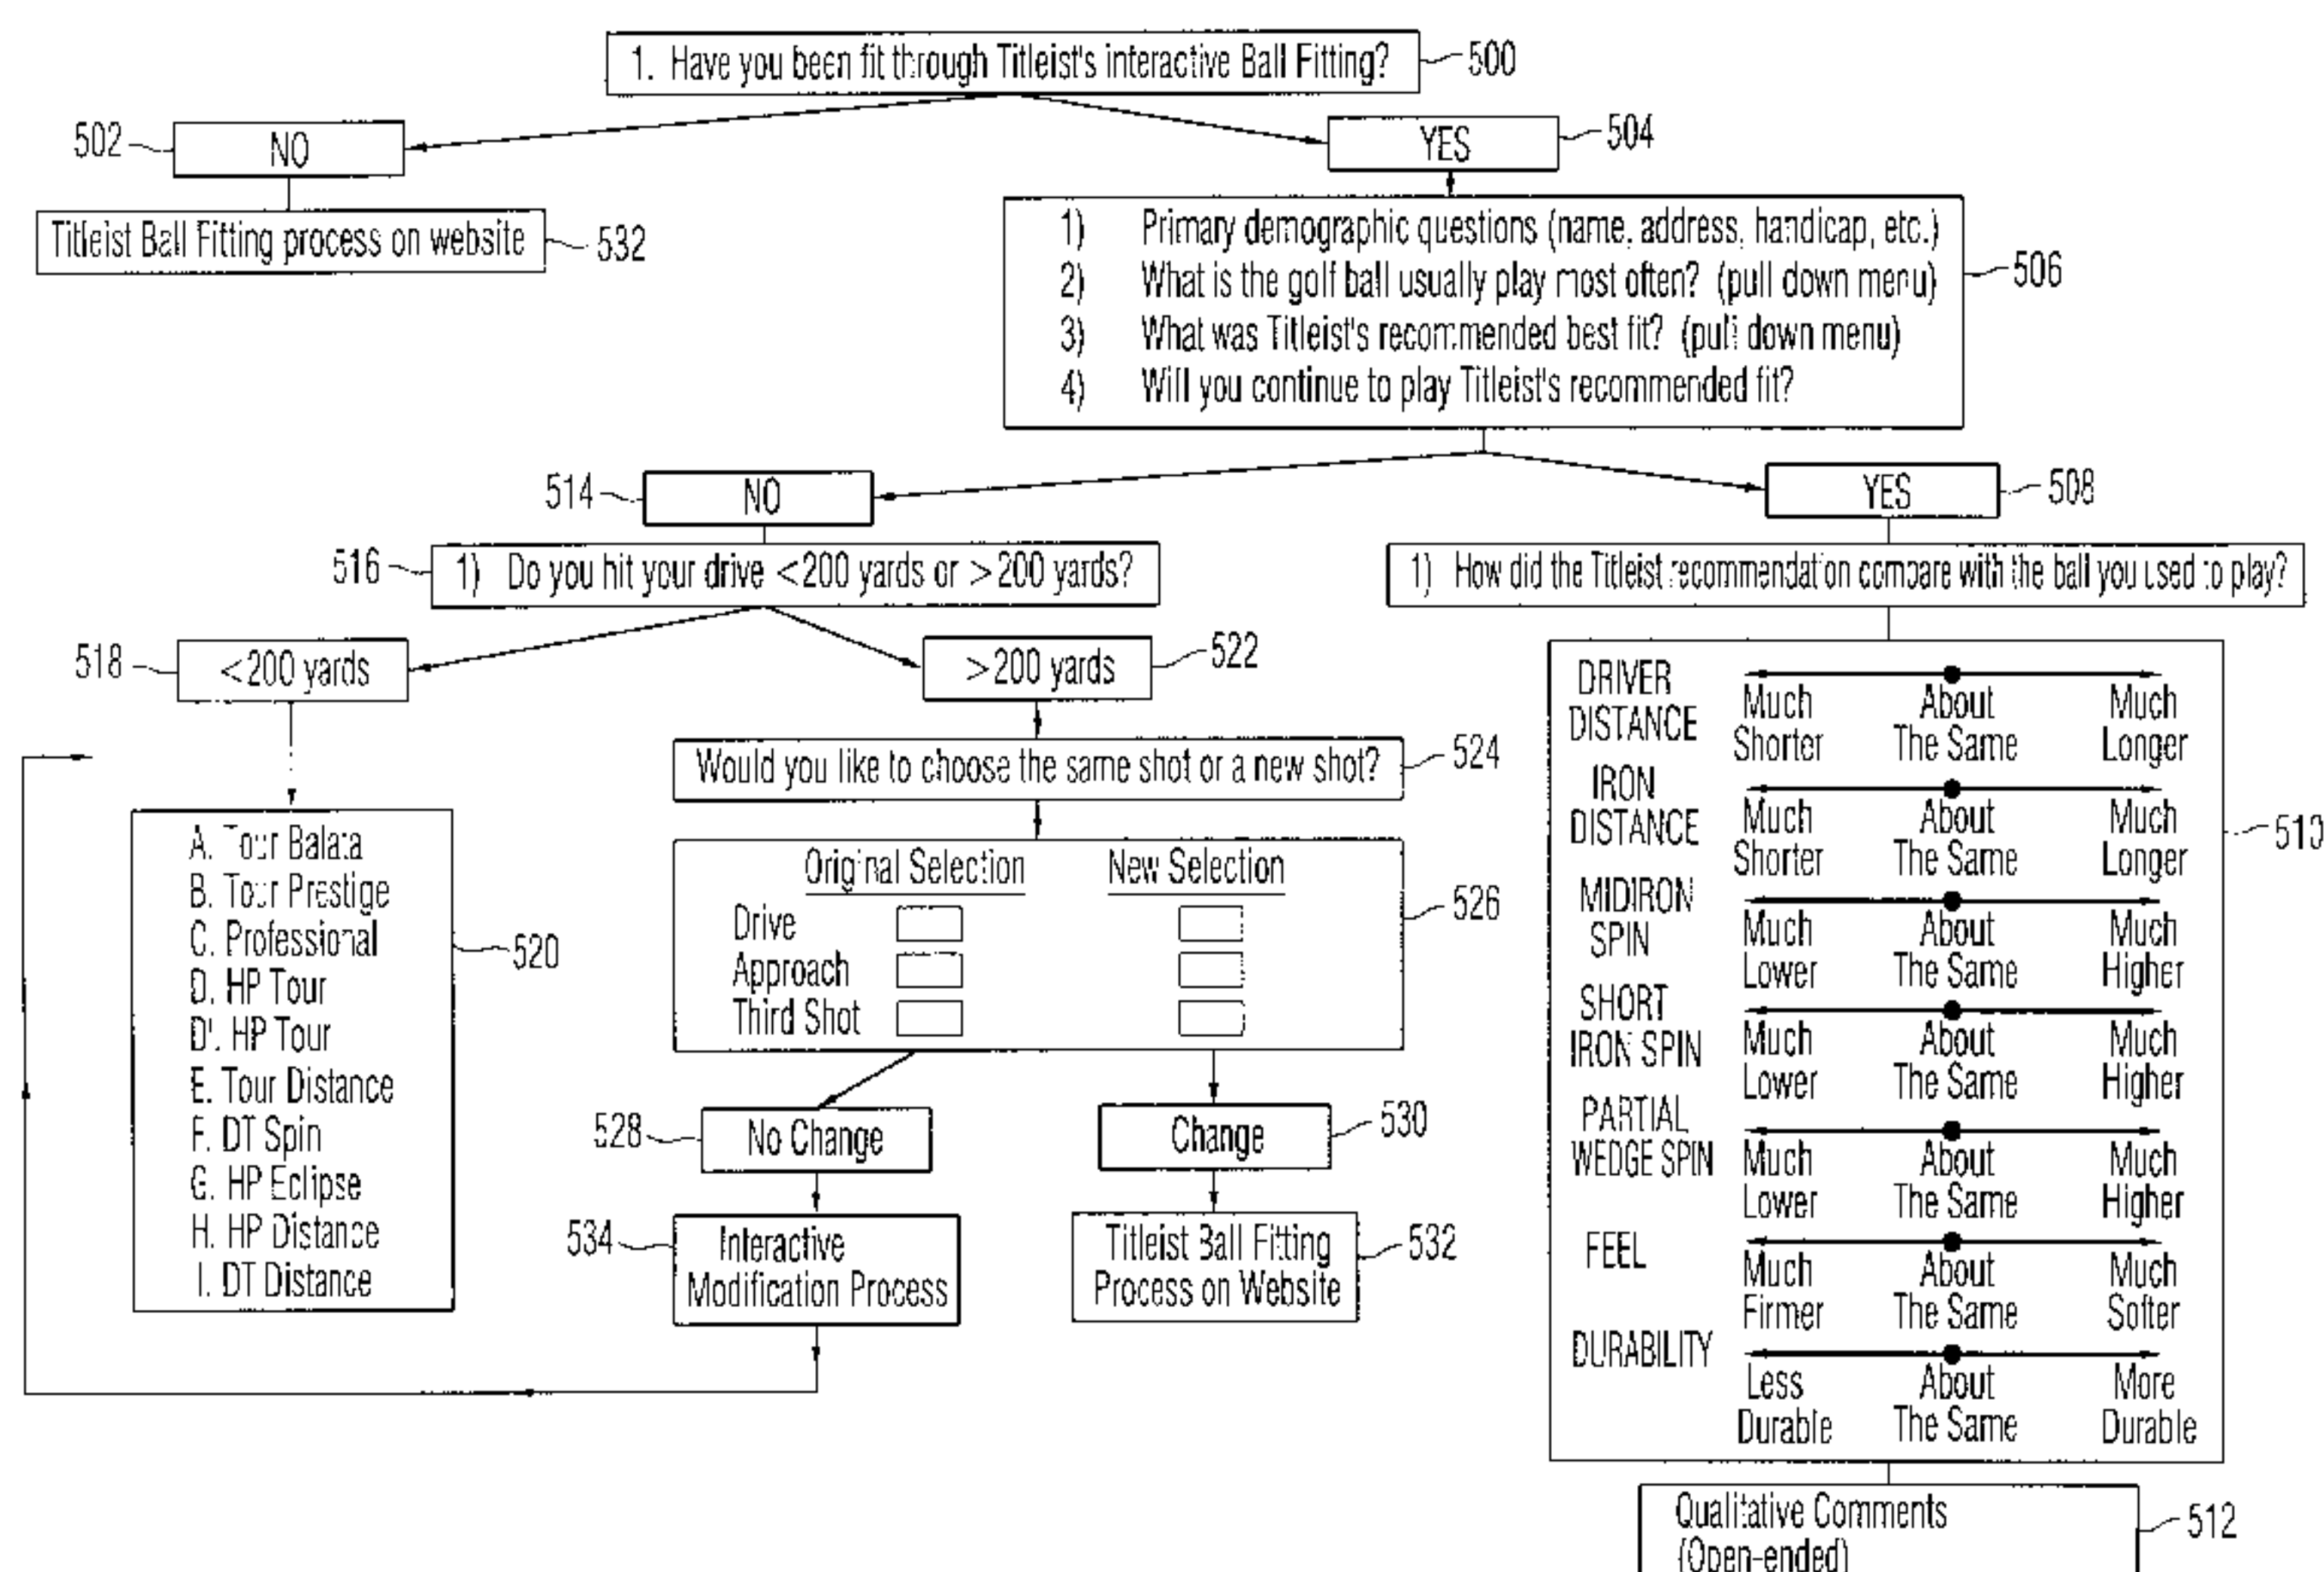 1. Have you been fit through Titleist's interactive Ball Fitting?
500
502
NO
YES
504
Titleist Ball Fitting process on website
532
1) Primary demographic questions (name, address, handicap, etc.)
2) What is the golf ball usually play most often? (pull down menu)
3) What was Titleist's recommended best fit? (pull down menu)
4) Will you continue to play Titleist's recommended fit?
506
514
NO
YES
508
516
1) Do you hit your drive <200 yards or >200 yards?
1) How did the Titleist recommendation compare with the ball you used to play?
518
<200 yards
>200 yards
522
Would you like to choose the same shot or a new shot?
524
A. Tour Balata
B. Tour Prestige
C. Professional
D. HP Tour
D'. HP Tour
E. Tour Distance
F. DT Spin
G. HP Eclipse
H. HP Distance
I. DT Distance
520
Original Selection New Selection
Drive
Approach
Third Shot
526
528
No Change
Change
530
534
Interactive
Modification Process
Titleist Ball Fitting
Process on Website
532
DRIVER
DISTANCE
Much About Much
Shorter The Same Longer
IRON
DISTANCE
Much About Much
Shorter The Same Longer
MIDIRON
SPIN
Much About Much
Lower The Same Higher
SHORT
IRON SPIN
Much About Much
Lower The Same Higher
PARTIAL
WEDGE SPIN
Much About Much
Lower The Same Higher
FEEL
Much About Much
Firmer The Same Softer
DURABILITY
Less About More
Durable The Same Durable
510
Qualitative Comments
(Open-ended)
512